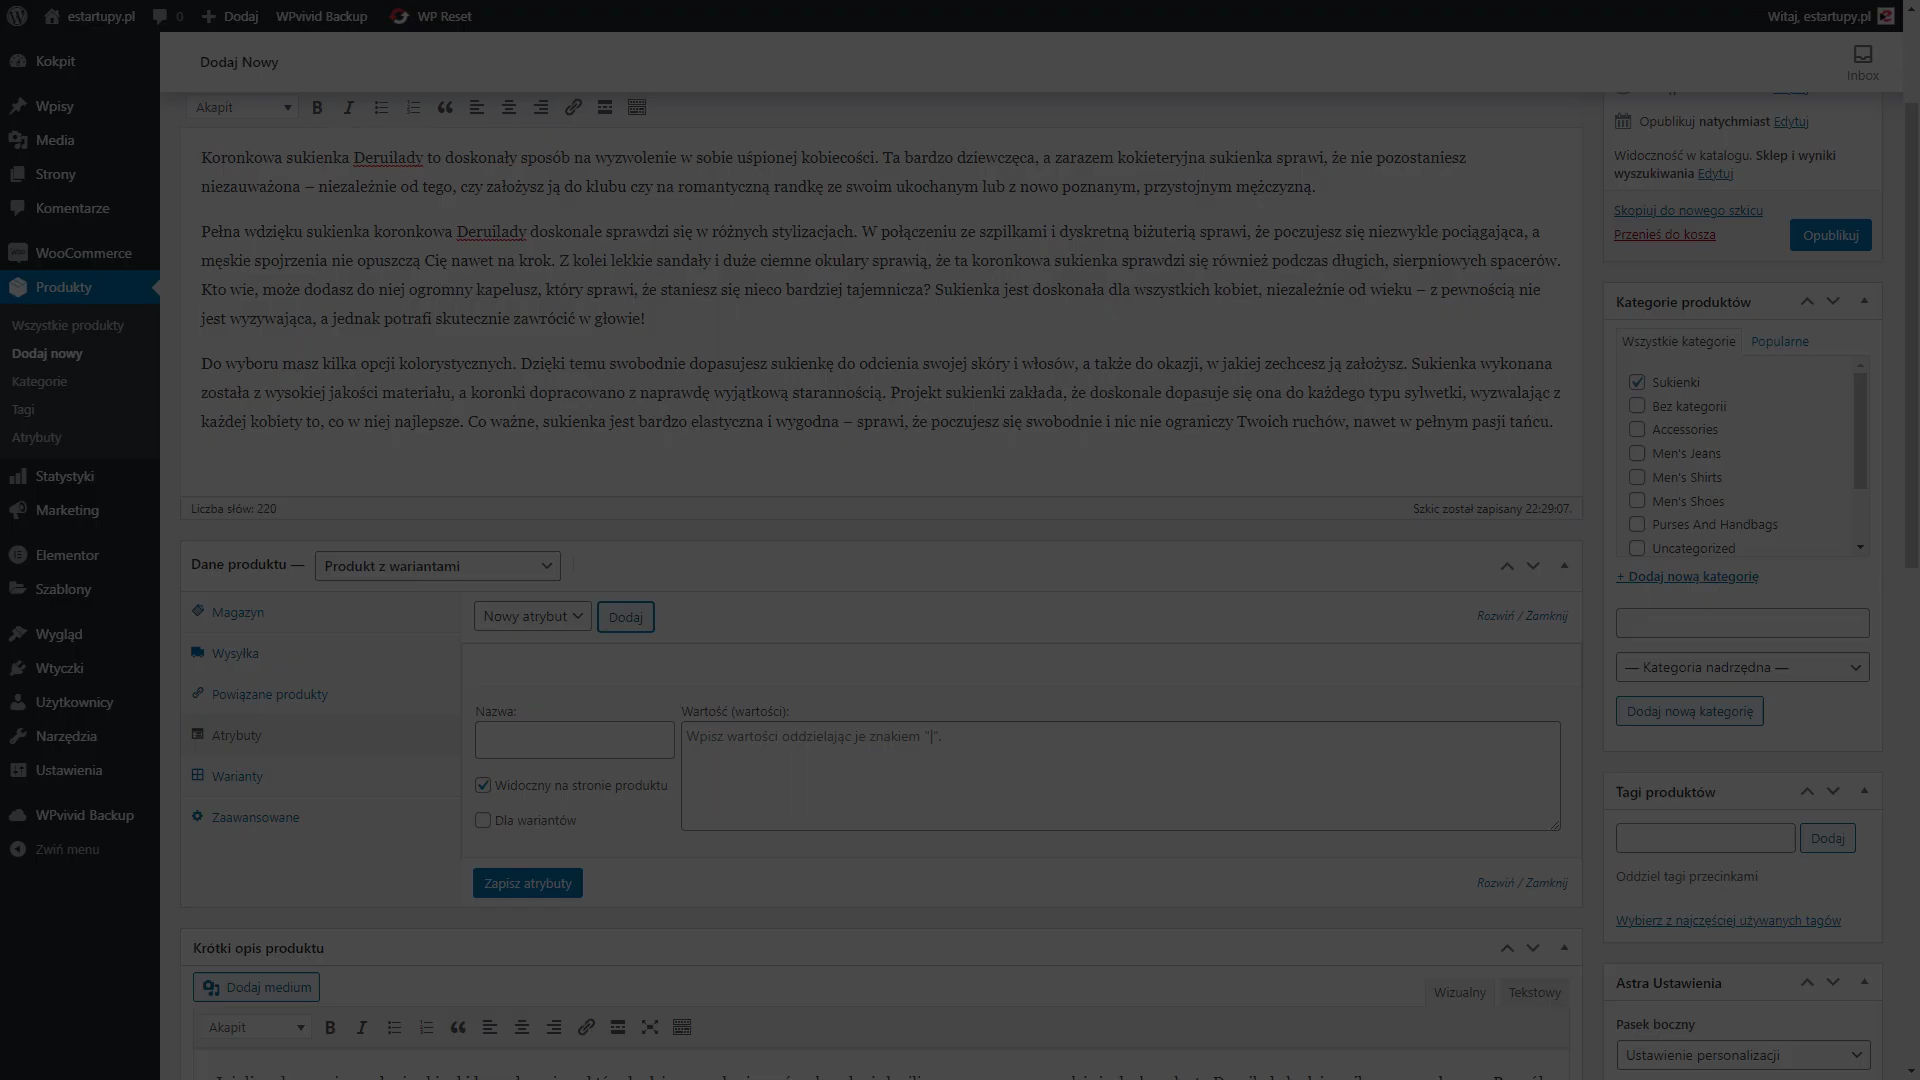 estartupy.pl
0
Dodaj
WPvivid Backup
WP Reset
Witaj, estartupy.pl
Kokpit
Wpisy
Media
Strony
Komentarze
WooCommerce
Produkty
Wszystkie produkty
Dodaj nowy
Kategorie
Tagi
Atrybuty
Statystyki
Marketing
Elementor
Szablony
Wygląd
Wtyczki
Użytkownicy
Narzędzia
Ustawienia
WPvivid Backup
Zwiń menu
Dodaj Nowy
Inbox
Akapit
Koronkowa sukienka Deruilady to doskonały sposób na wyzwolenie w sobie uśpionej kobiecości. Ta bardzo dziewczęca, a zarazem kokieteryjna sukienka sprawi, że nie pozostaniesz
niezauważona – niezależnie od tego, czy założysz ją do klubu czy na romantyczną randkę ze swoim ukochanym lub z nowo poznanym, przystojnym mężczyzną.
Pełna wdzięku sukienka koronkowa Deruilady doskonale sprawdzi się w różnych stylizacjach. W połączeniu ze szpilkami i dyskretną biżuterią sprawi, że poczujesz się niezwykle pociągająca, a
męskie spojrzenia nie opuszczą Cię nawet na krok. Z kolei lekkie sandały i duże ciemne okulary sprawią, że ta koronkowa sukienka sprawdzi się również podczas długich, sierpniowych spacerów.
Kto wie, może dodasz do niej ogromny kapelusz, który sprawi, że staniesz się nieco bardziej tajemnicza? Sukienka jest doskonała dla wszystkich kobiet, niezależnie od wieku – z pewnością nie
jest wyzywająca, a jednak potrafi skutecznie zawrócić w głowie!
Do wyboru masz kilka opcji kolorystycznych. Dzięki temu swobodnie dopasujesz sukienkę do odcienia swojej skóry i włosów, a także do okazji, w jakiej zechcesz ją założysz. Sukienka wykonana
została z wysokiej jakości materiału, a koronki dopracowano z naprawdę wyjątkową starannością. Projekt sukienki zakłada, że doskonale dopasuje się ona do każdego typu sylwetki, wyzwalając z
każdej kobiety to, co w niej najlepsze. Co ważne, sukienka jest bardzo elastyczna i wygodna – sprawi, że poczujesz się swobodnie i nic nie ograniczy Twoich ruchów, nawet w pełnym pasji tańcu.
Liczba słów: 220
Szkic został zapisany 22:29:07.
Dane produktu —
Produkt z wariantami
Magazyn
Wysyłka
Powiązane produkty
Atrybuty
Warianty
Zaawansowane
Nowy atrybut
Dodaj
Rozwiń / Zamknij
Nazwa:
Wartość (wartości):
Wpisz wartości oddzielając je znakiem "|".
Widoczny na stronie produktu
Dla wariantów
Zapisz atrybuty
Rozwiń / Zamknij
Krótki opis produktu
Dodaj medium
Wizualny
Tekstowy
Akapit
Opublikuj natychmiast Edytuj
Widoczność w katalogu. Sklep i wyniki
wyszukiwania Edytuj
Skopiuj do nowego szkicu
Przenieś do kosza
Opublikuj
Kategorie produktów
Wszystkie kategorie
Popularne
Sukienki
Bez kategorii
Accessories
Men's Jeans
Men's Shirts
Men's Shoes
Purses And Handbags
Uncategorized
+ Dodaj nową kategorię
— Kategoria nadrzędna —
Dodaj nową kategorię
Tagi produktów
Dodaj
Oddziel tagi przecinkami
Wybierz z najczęściej używanych tagów
Astra Ustawienia
Pasek boczny
Ustawienie personalizacji